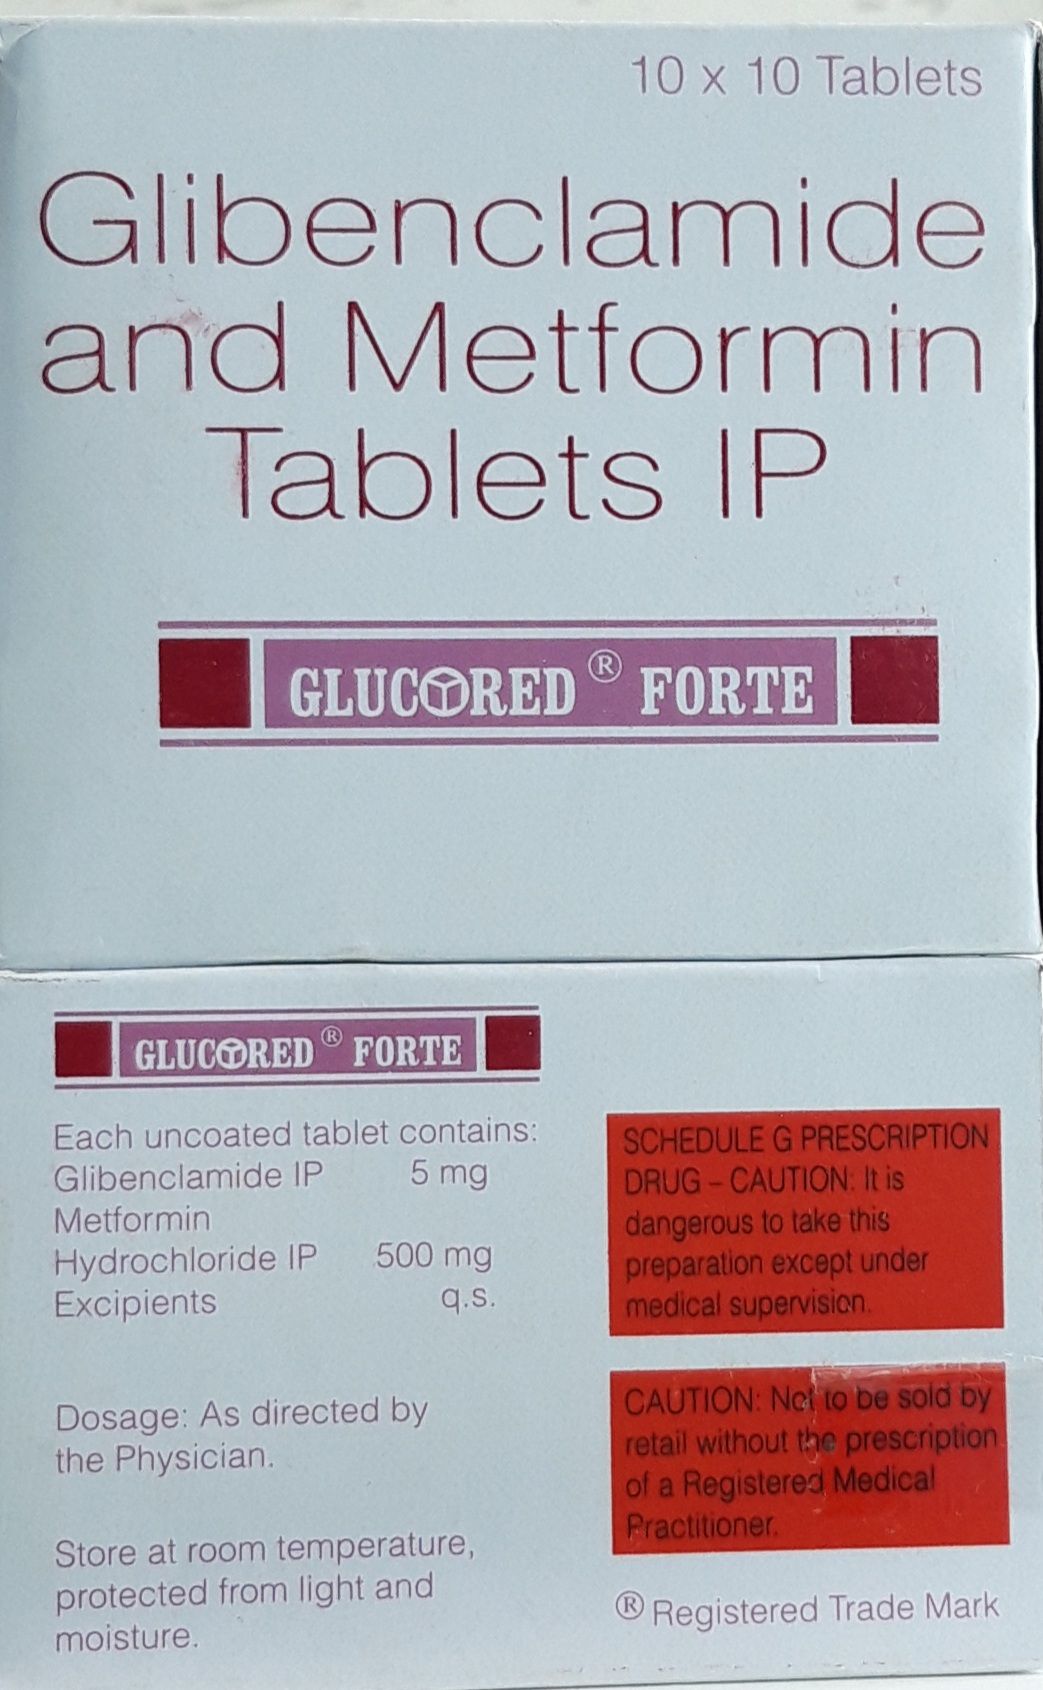 10 x 10 Tablets
Glibenclamide
and Metformin
Tablets IP
GLUCORED ® FORTE
GLUCORED ® FORTE
Each uncoated tablet contains:
Glibenclamide IP 5 mg
Metformin
Hydrochloride IP 500 mg
Excipients q.s.
Dosage: As directed by
the Physician.
Store at room temperature,
protected from light and
moisture.
SCHEDULE G PRESCRIPTION
DRUG – CAUTION: It is
dangerous to take this
preparation except under
medical supervision.
CAUTION: Not to be sold by
retail without the prescription
of a Registered Medical
Practitioner.
® Registered Trade Mark